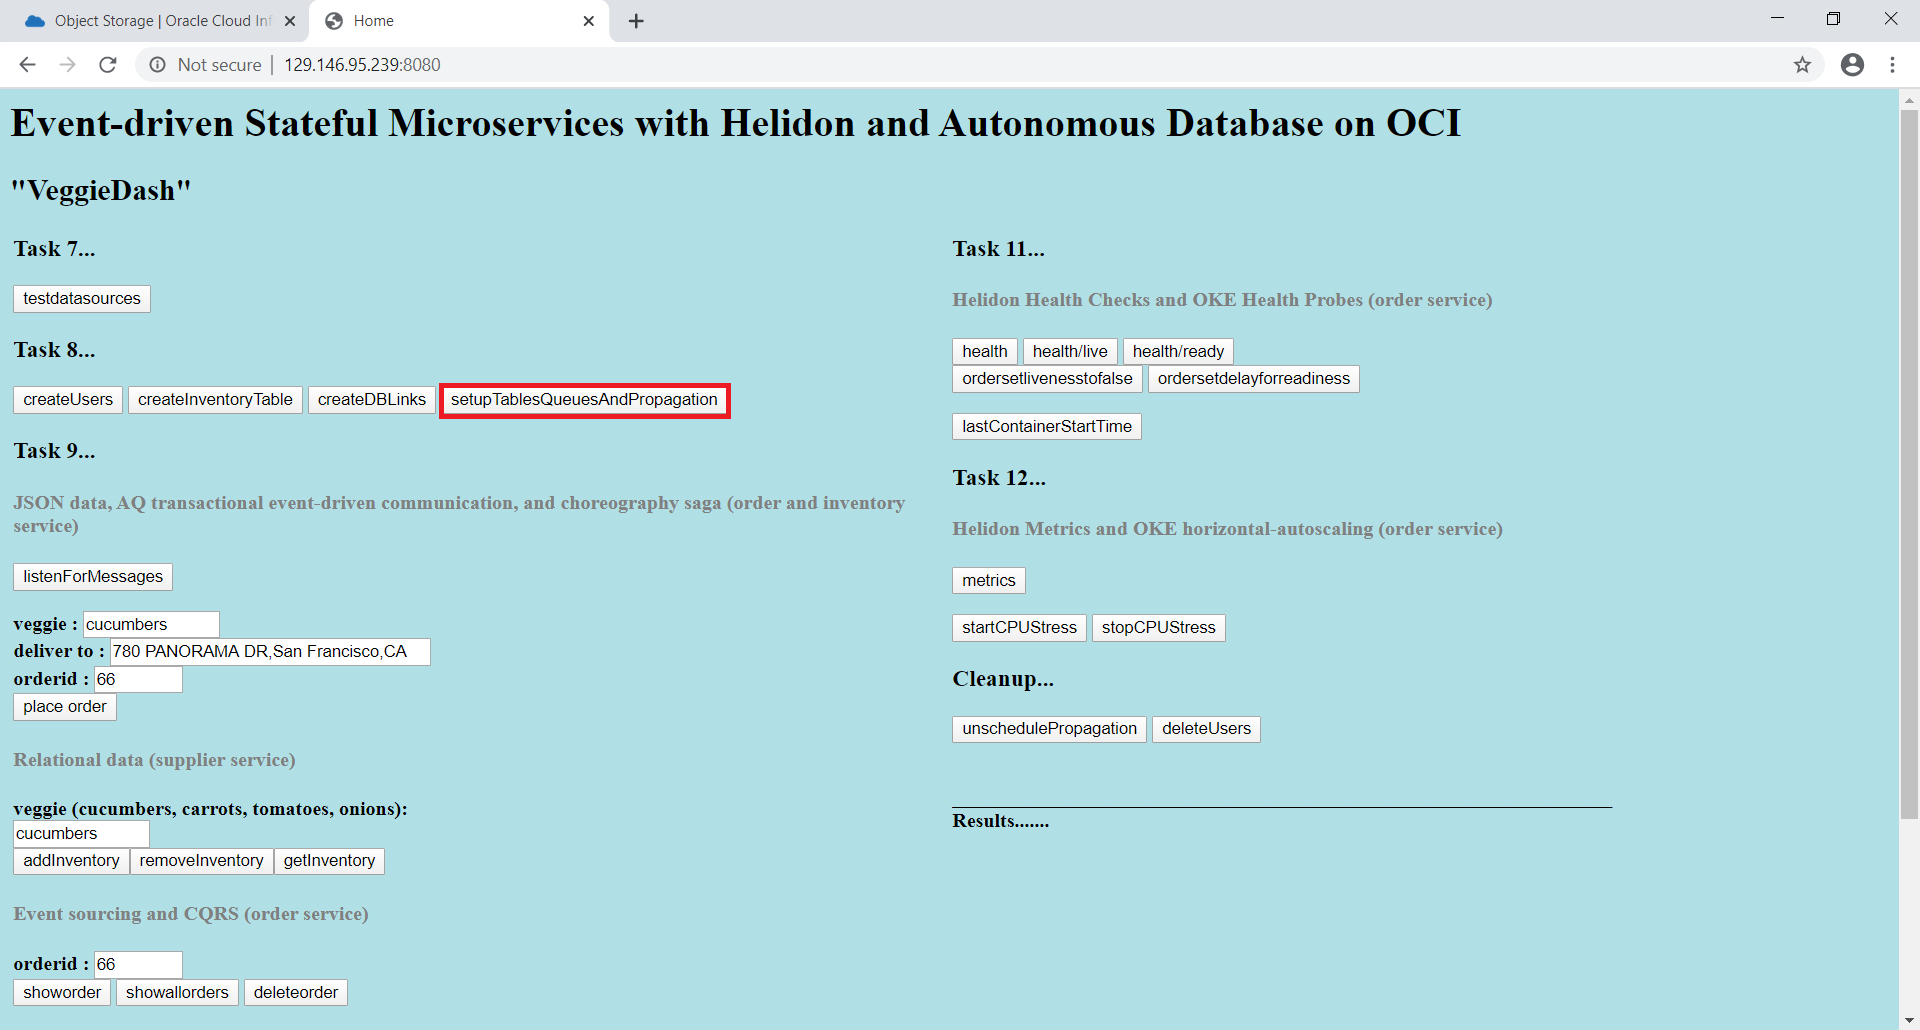 Object Storage | Oracle Cloud Inf
Home
Not secure | 129.146.95.239:8080
Event-driven Stateful Microservices with Helidon and Autonomous Database on OCI
"VeggieDash"
Task 7...
testdatasources
Task 8...
createUsers createInventoryTable createDBLinks setupTablesQueuesAndPropagation
Task 9...
JSON data, AQ transactional event-driven communication, and choreography saga (order and inventory
service)
listenForMessages
veggie : cucumbers
deliver to : 780 PANORAMA DR,San Francisco,CA
orderid : 66
place order
Relational data (supplier service)
veggie (cucumbers, carrots, tomatoes, onions):
cucumbers
addInventory removeInventory getInventory
Event sourcing and CQRS (order service)
orderid : 66
showorder showallorders deleteorder
Task 11...
Helidon Health Checks and OKE Health Probes (order service)
health health/live health/ready
ordersetlivenesstofalse ordersetdelayforreadiness
lastContainerStartTime
Task 12...
Helidon Metrics and OKE horizontal-autoscaling (order service)
metrics
startCPUStress stopCPUStress
Cleanup...
unschedulePropagation deleteUsers
Results.......